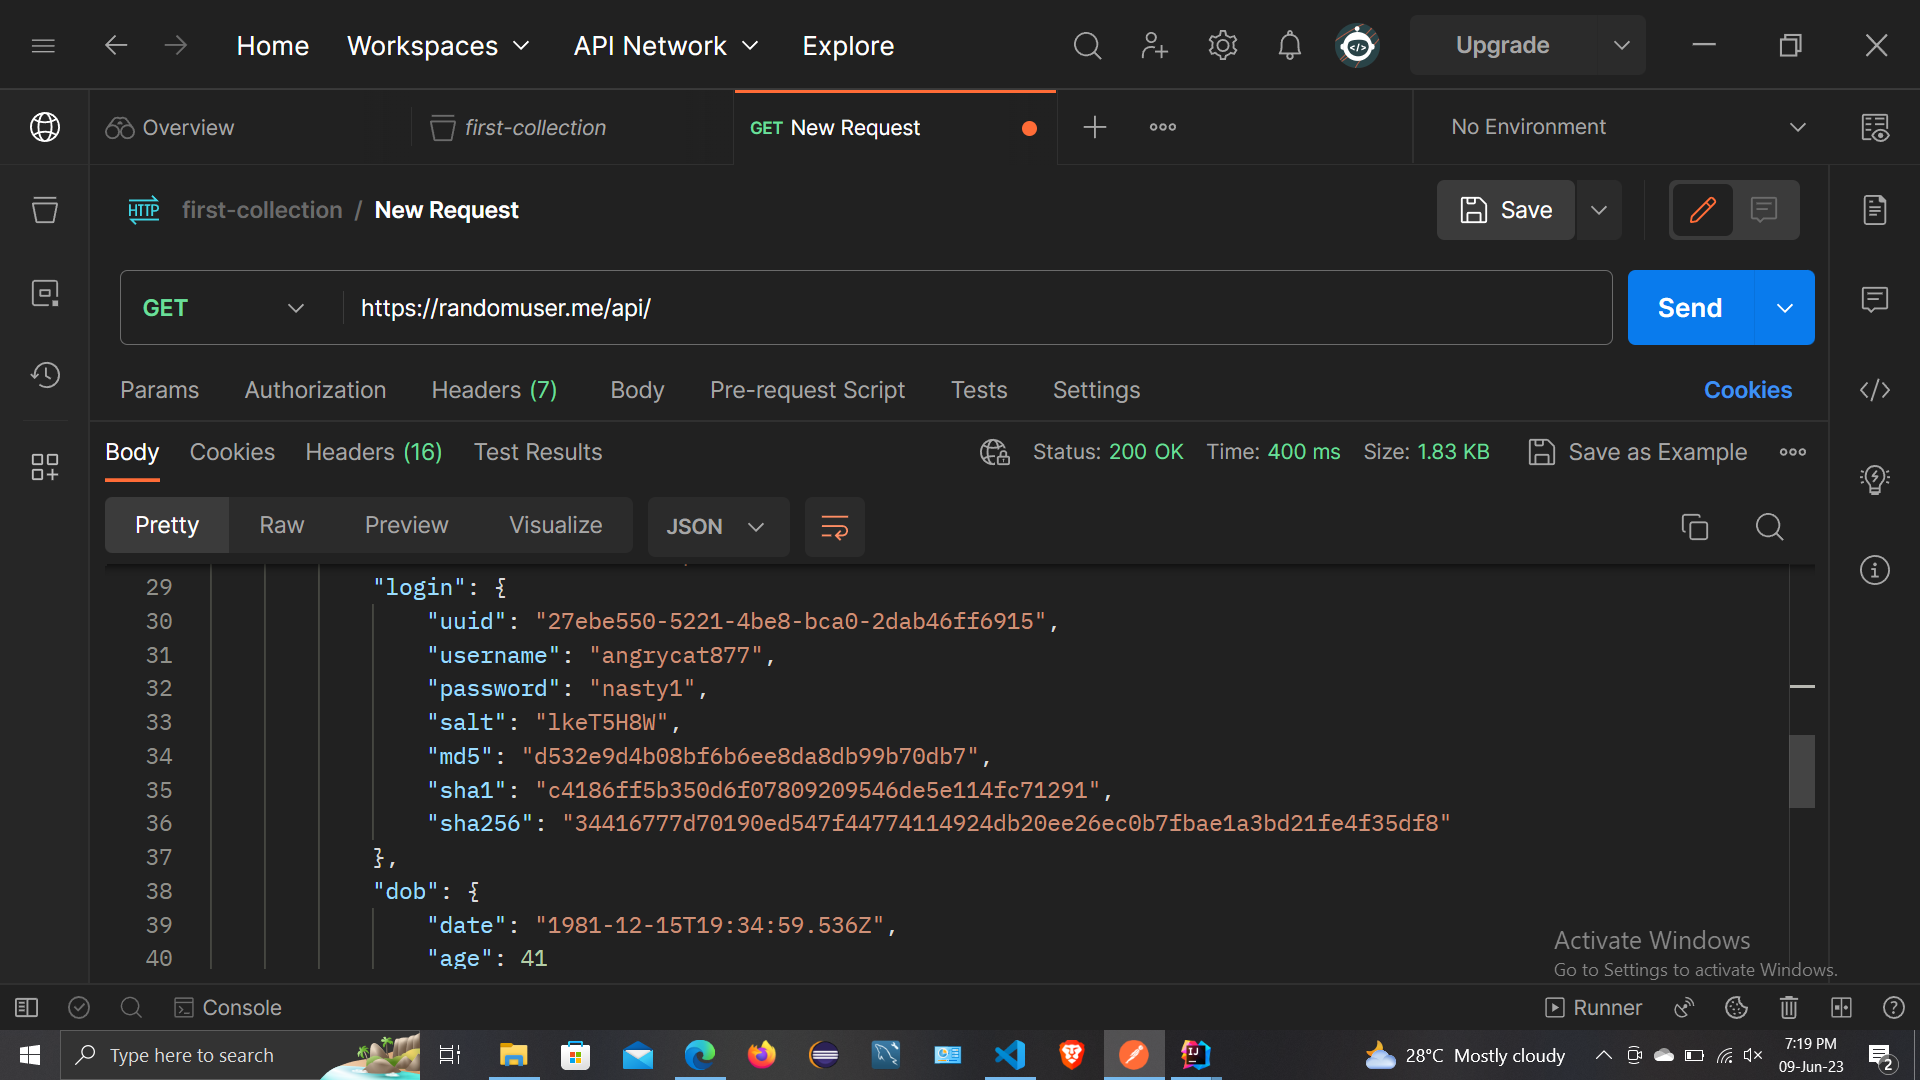 Home Workspaces API Network Explore Upgrade
Overview first-collection GET New Request No Environment
HTTP first-collection / New Request Save
GET https://randomuser.me/api/ Send
Params Authorization Headers (7) Body Pre-request Script Tests Settings Cookies
Body Cookies Headers (16) Test Results Status: 200 OK Time: 400 ms Size: 1.83 KB Save as Example
Pretty Raw Preview Visualize JSON
29 "login": {
30 "uuid": "27ebe550-5221-4be8-bca0-2dab46ff6915",
31 "username": "angrycat877",
32 "password": "nasty1",
33 "salt": "lkeT5H8W",
34 "md5": "d532e9d4b08bf6b6ee8da8db99b70db7",
35 "sha1": "c4186ff5b350d6f07809209546de5e114fc71291",
36 "sha256": "34416777d70190ed547f44774114924db20ee26ec0b7fbae1a3bd21fe4f35df8"
37 },
38 "dob": {
39 "date": "1981-12-15T19:34:59.536Z",
40 "age": 41
Activate Windows
Go to Settings to activate Windows.
Console Runner
Type here to search 28°C Mostly cloudy 7:19 PM
09-Jun-23 2